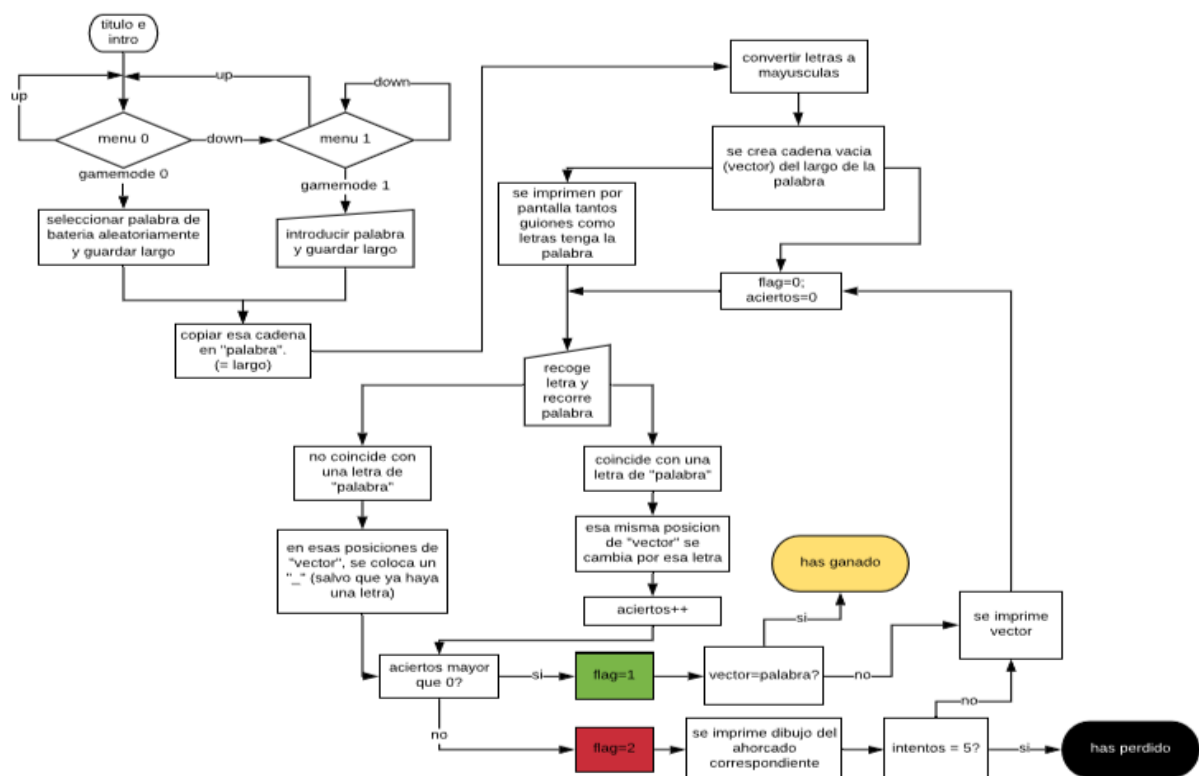 titulo e
intro
up
up
down
menu 0
down
menu 1
gamemode 0
gamemode 1
seleccionar palabra de
bateria aleatoriamente
y guardar largo
introducir palabra
y guardar largo
copiar esa cadena
en "palabra".
(= largo)
convertir letras a
mayusculas
se crea cadena vacia
(vector) del largo de la
palabra
se imprimen por
pantalla tantos
guiones como
letras tenga la
palabra
flag=0;
aciertos=0
recoge
letra y
recorre
palabra
no coincide con
una letra de
"palabra"
coincide con una
letra de "palabra"
en esas posiciones de
"vector", se coloca un
"_" (salvo que ya haya
una letra)
esa misma posicion
de "vector" se
cambia por esa letra
aciertos++
aciertos mayor
que 0?
si
flag=1
vector=palabra?
si
has ganado
no
se imprime
vector
no
flag=2
se imprime dibujo del
ahorcado
correspondiente
intentos = 5?
no
si
has perdido